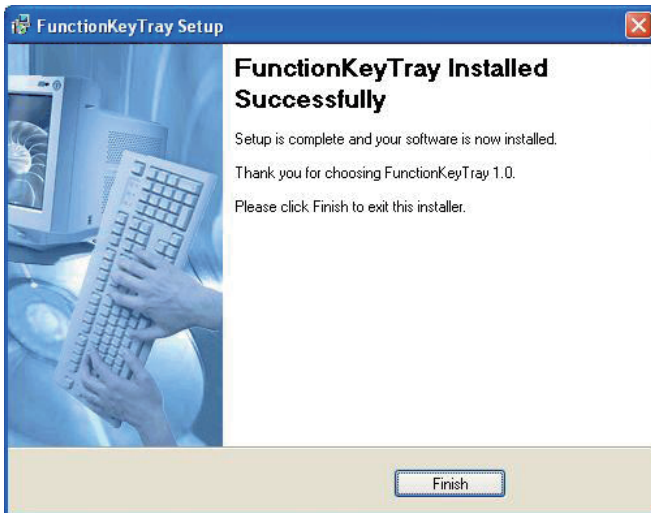 FunctionKeyTray Setup
FunctionKeyTray Installed
Successfully
Setup is complete and your software is now installed.
Thank you for choosing FunctionKeyTray 1.0.
Please click Finish to exit this installer.
Finish